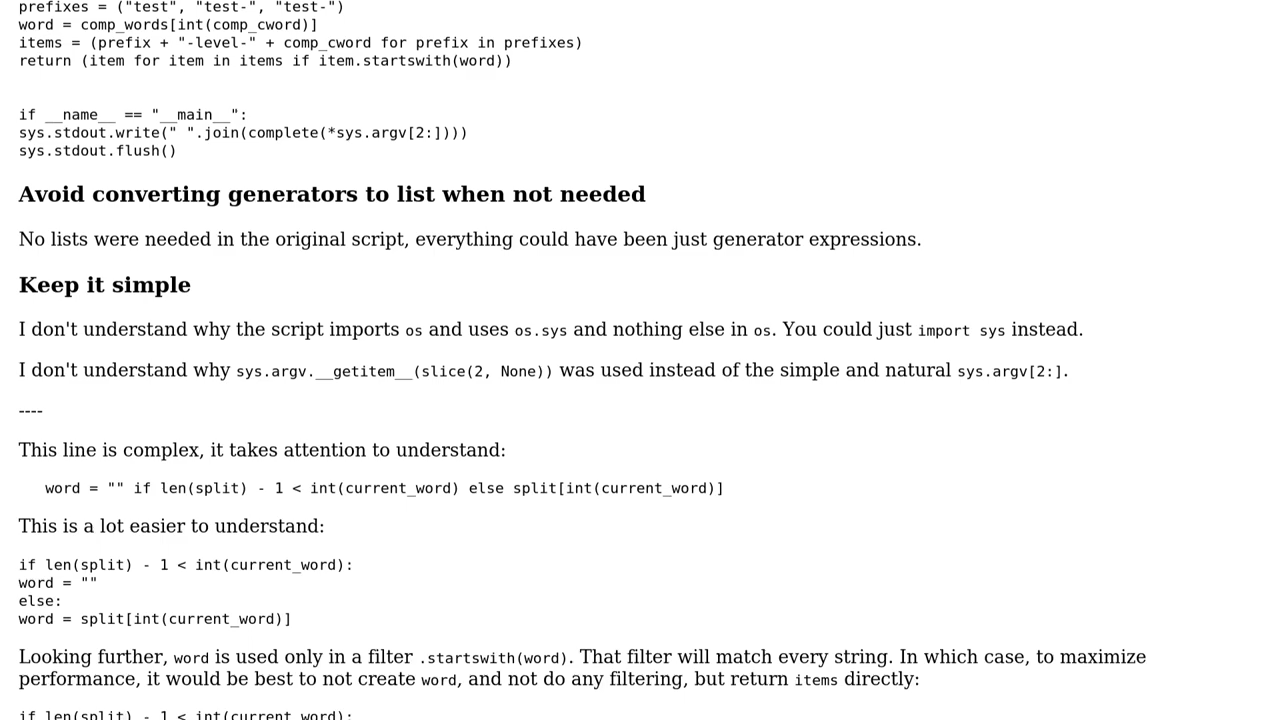 prefixes = ("test", "test-", "test-")
word = comp_words[int(comp_cword)]
items = (prefix + "-level-" + comp_cword for prefix in prefixes)
return (item for item in items if item.startswith(word))
if __name__ == "__main__":
sys.stdout.write(" ".join(complete(*sys.argv[2:])))
sys.stdout.flush()
Avoid converting generators to list when not needed
No lists were needed in the original script, everything could have been just generator expressions.
Keep it simple
I don't understand why the script imports os and uses os.sys and nothing else in os. You could just import sys instead.
I don't understand why sys.argv.__getitem__(slice(2, None)) was used instead of the simple and natural sys.argv[2:].
----
This line is complex, it takes attention to understand:
word = "" if len(split) - 1 < int(current_word) else split[int(current_word)]
This is a lot easier to understand:
if len(split) - 1 < int(current_word):
word = ""
else:
word = split[int(current_word)]
Looking further, word is used only in a filter .startswith(word). That filter will match every string. In which case, to maximize
performance, it would be best to not create word, and not do any filtering, but return items directly:
if len(split) - 1 < int(current_word):